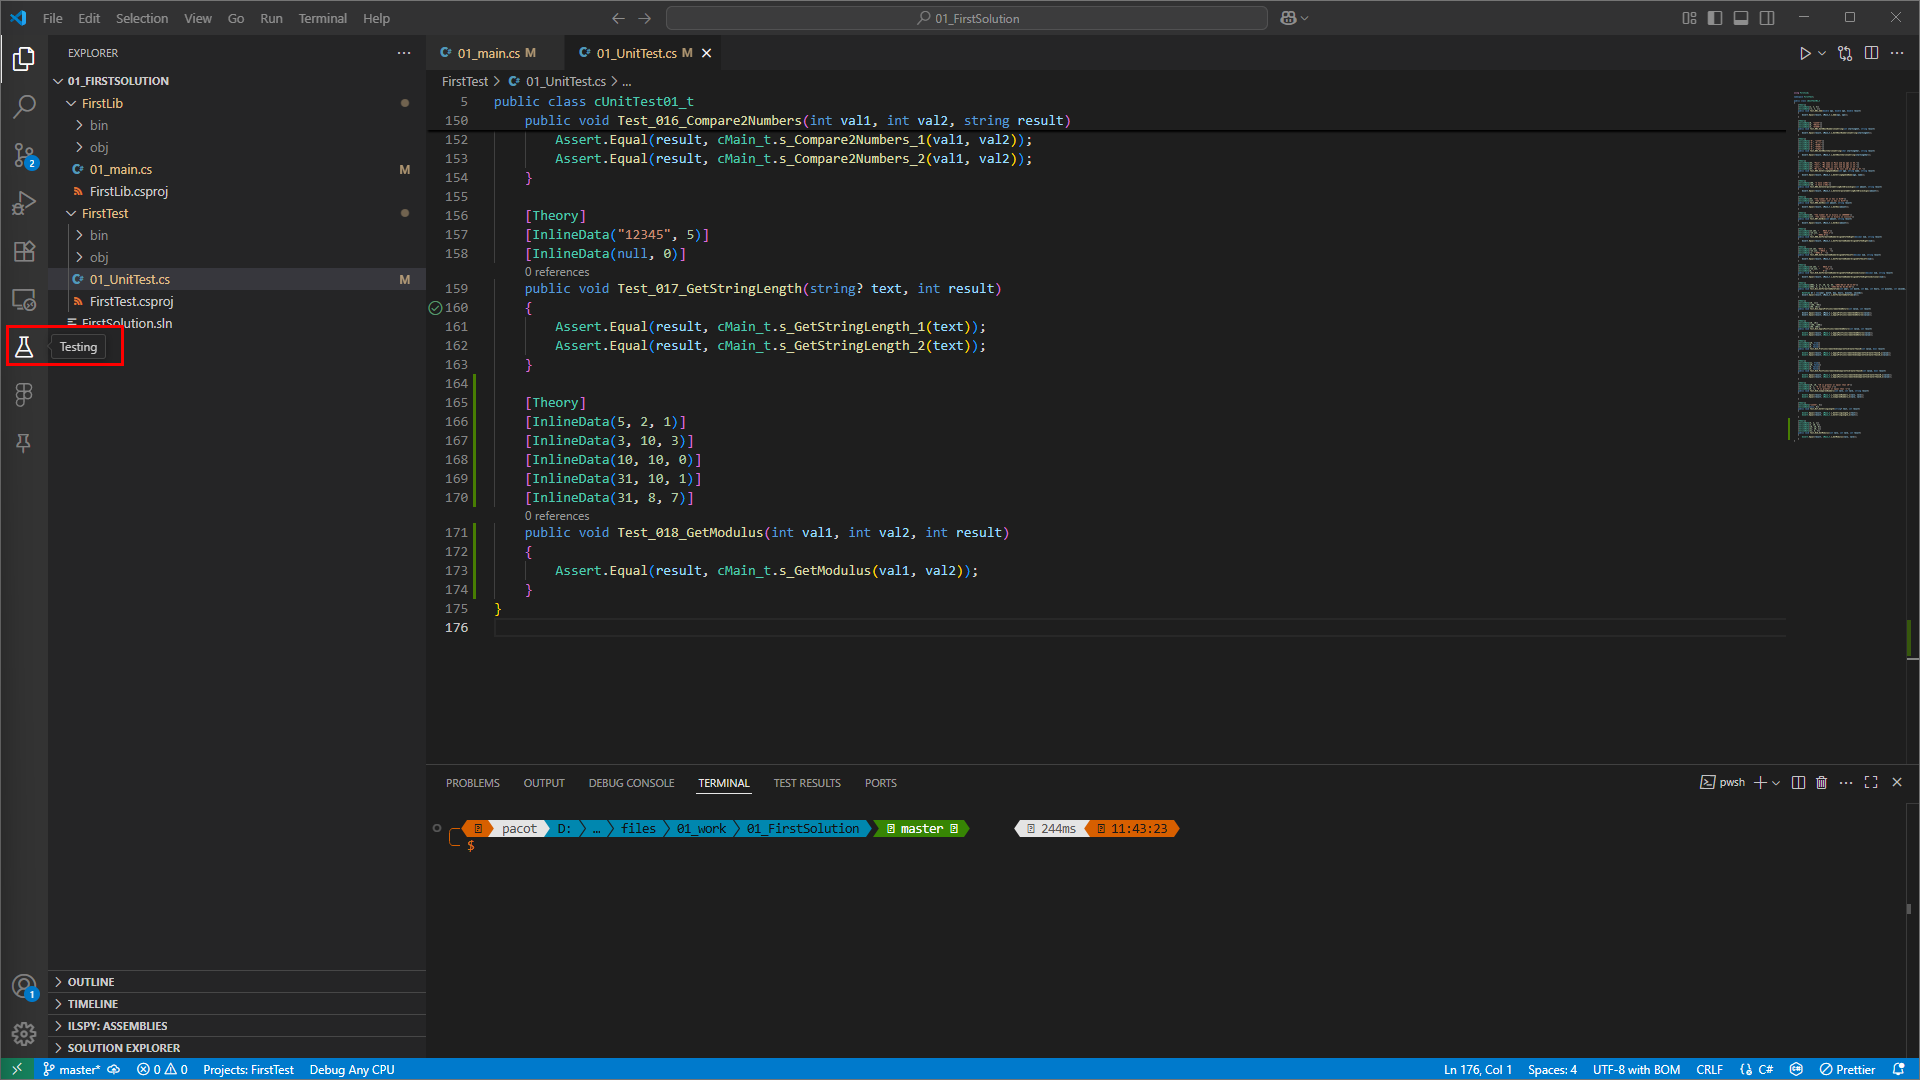 File Edit Selection View Go Run Terminal Help
01_FirstSolution
EXPLORER
01_FIRSTSOLUTION
FirstLib
bin
obj
01_main.cs M
FirstLib.csproj
FirstTest
bin
obj
01_UnitTest.cs M
FirstTest.csproj
FirstSolution.sln
Testing
2
1
OUTLINE
TIMELINE
ILSPY: ASSEMBLIES
SOLUTION EXPLORER
01_main.cs M
01_UnitTest.cs M
FirstTest > 01_UnitTest.cs > ...
5 public class cUnitTest01_t
150 public void Test_016_Compare2Numbers(int val1, int val2, string result)
152 Assert.Equal(result, cMain_t.s_Compare2Numbers_1(val1, val2));
153 Assert.Equal(result, cMain_t.s_Compare2Numbers_2(val1, val2));
154 }
155
156 [Theory]
157 [InlineData("12345", 5)]
158 [InlineData(null, 0)]
0 references
159 public void Test_017_GetStringLength(string? text, int result)
160 {
161 Assert.Equal(result, cMain_t.s_GetStringLength_1(text));
162 Assert.Equal(result, cMain_t.s_GetStringLength_2(text));
163 }
164
165 [Theory]
166 [InlineData(5, 2, 1)]
167 [InlineData(3, 10, 3)]
168 [InlineData(10, 10, 0)]
169 [InlineData(31, 10, 1)]
170 [InlineData(31, 8, 7)]
0 references
171 public void Test_018_GetModulus(int val1, int val2, int result)
172 {
173 Assert.Equal(result, cMain_t.s_GetModulus(val1, val2));
174 }
175 }
176
PROBLEMS OUTPUT DEBUG CONSOLE TERMINAL TEST RESULTS PORTS
pwsh
pacot D: … files 01_work 01_FirstSolution master 244ms 11:43:23
$
master* 0 0 Projects: FirstTest Debug Any CPU
Ln 176, Col 1 Spaces: 4 UTF-8 with BOM CRLF {} C# Prettier